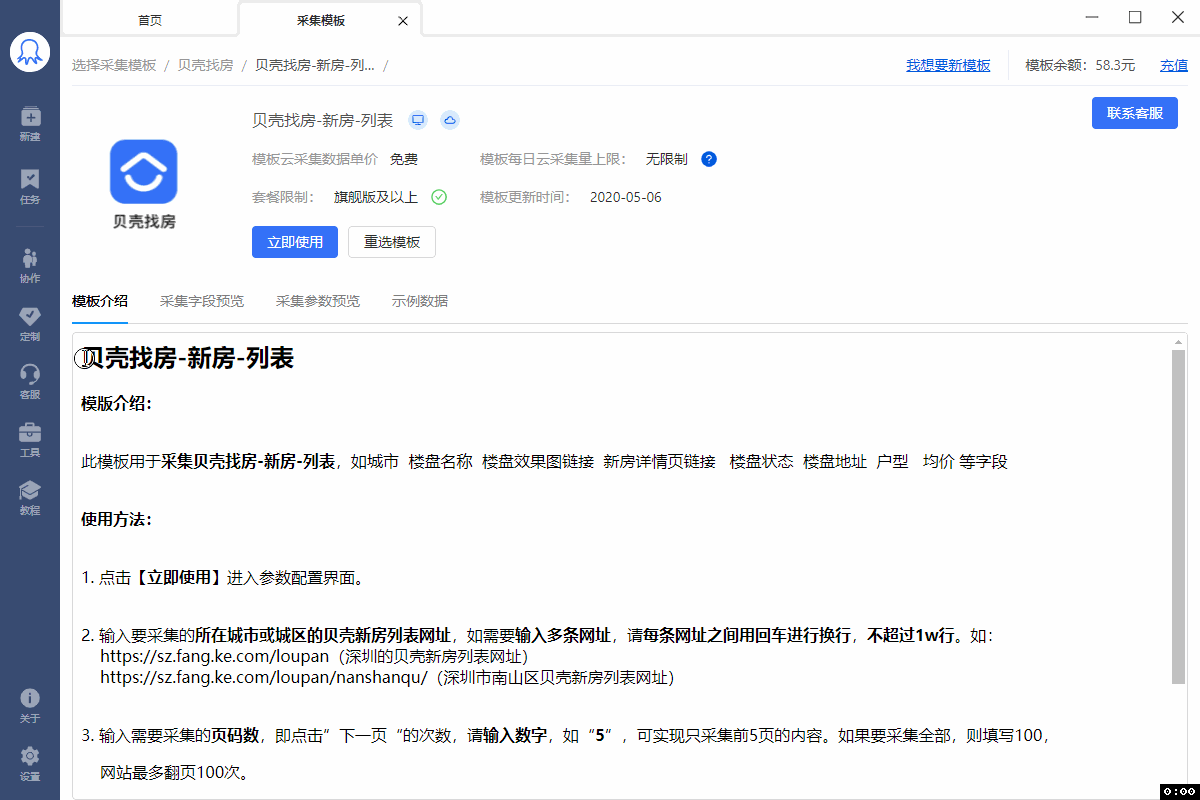 首页
采集模板
选择采集模板 / 贝壳找房 / 贝壳找房-新房-列... /
我想要新模板
模板余额：58.3元
充值
新建
任务
协作
定制
客服
工具
教程
关于
设置
贝壳找房
贝壳找房-新房-列表
联系客服
模板云采集数据单价 免费
模板每日云采集量上限： 无限制 ?
套餐限制： 旗舰版及以上
模板更新时间： 2020-05-06
立即使用
重选模板
模板介绍
采集字段预览
采集参数预览
示例数据
贝壳找房-新房-列表
模版介绍：
此模板用于采集贝壳找房-新房-列表，如城市 楼盘名称 楼盘效果图链接 新房详情页链接 楼盘状态 楼盘地址 户型 均价 等字段
使用方法：
1. 点击【立即使用】进入参数配置界面。
2. 输入要采集的所在城市或城区的贝壳新房列表网址，如需要输入多条网址，请每条网址之间用回车进行换行，不超过1w行。如：
https://sz.fang.ke.com/loupan（深圳的贝壳新房列表网址）
https://sz.fang.ke.com/loupan/nanshanqu/（深圳市南山区贝壳新房列表网址）
3. 输入需要采集的页码数，即点击”下一页“的次数，请输入数字，如“5”，可实现只采集前5页的内容。如果要采集全部，则填写100，
网站最多翻页100次。
0:00